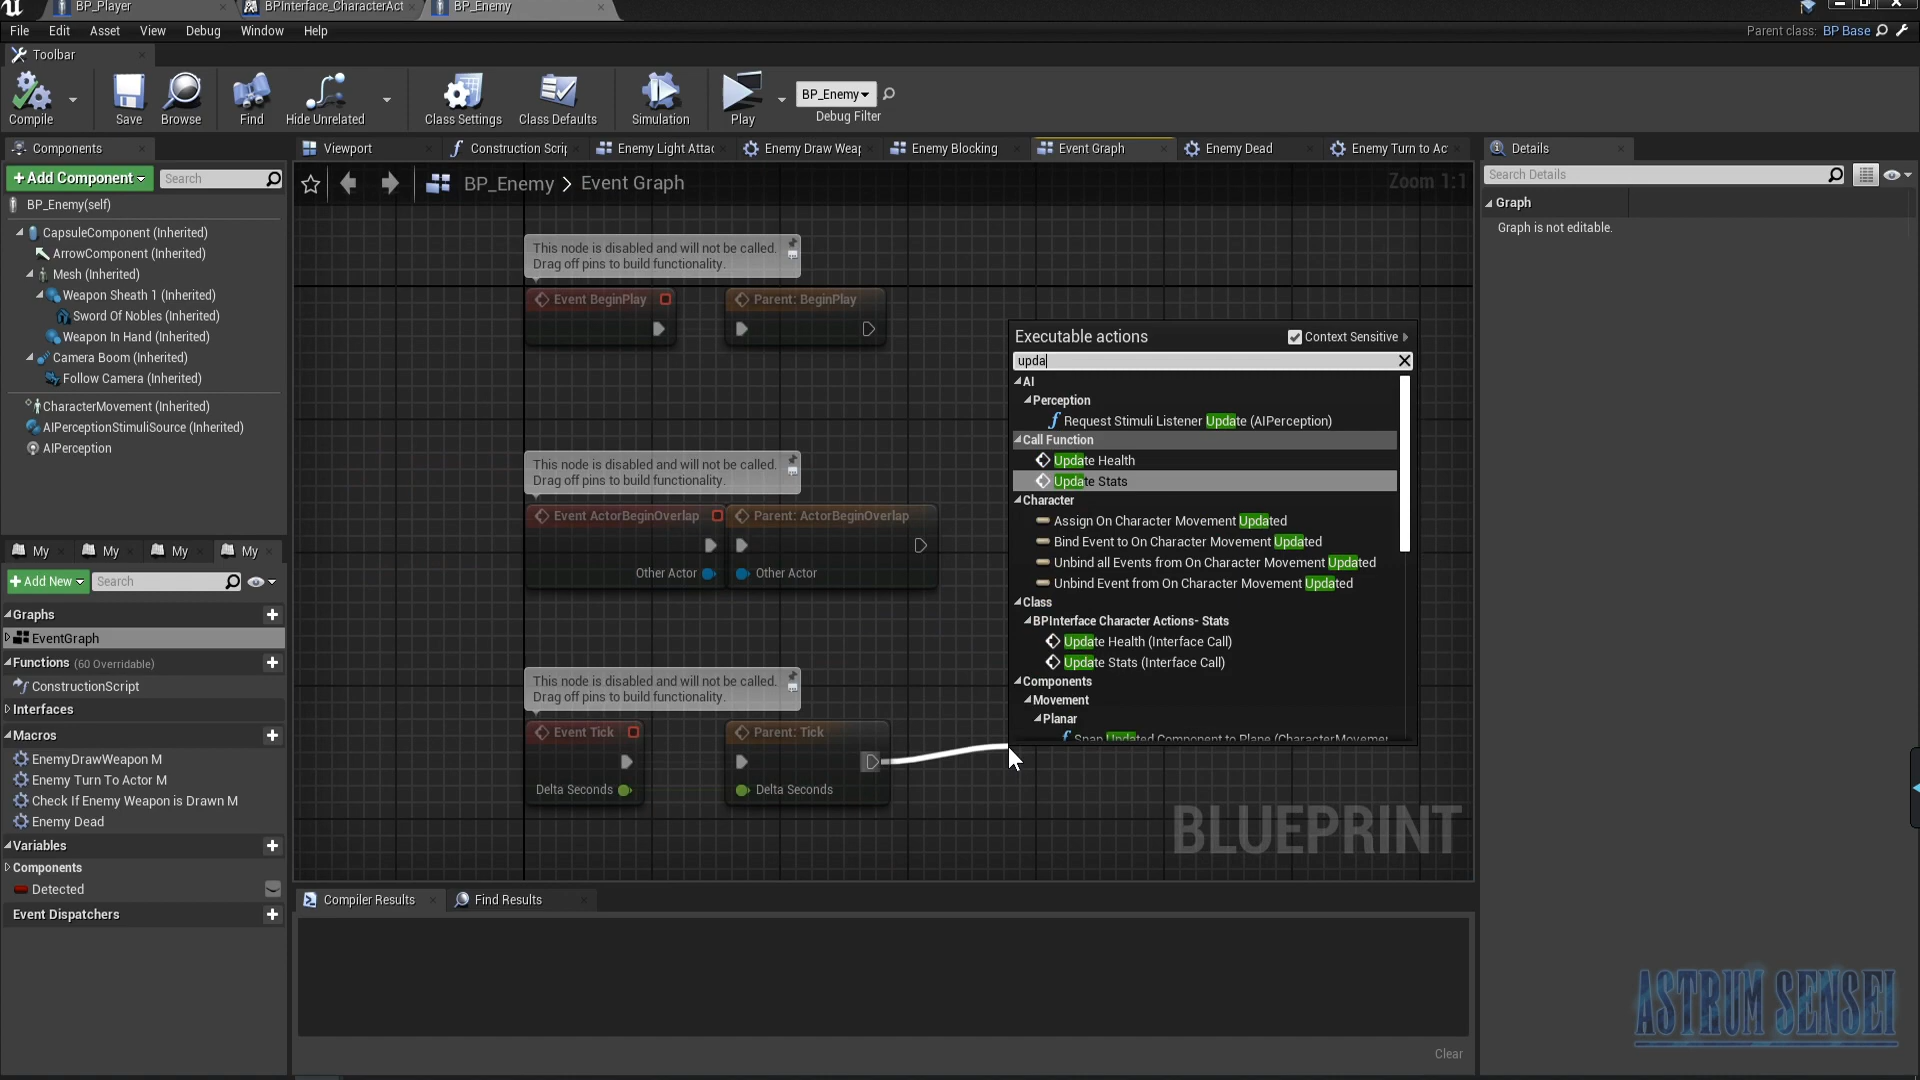 BP_Player
BPInterface_CharacterAct
BP_Enemy
File Edit Asset View Debug Window Help
Parent class: BP Base
Toolbar
Compile
Save
Browse
Find
Hide Unrelated
Class Settings
Class Defaults
Simulation
Play
BP_Enemy
Debug Filter
Components
+Add Component
Search
BP_Enemy(self)
CapsuleComponent (Inherited)
ArrowComponent (Inherited)
Mesh (Inherited)
Weapon Sheath 1 (Inherited)
Sword Of Nobles (Inherited)
Weapon In Hand (Inherited)
Camera Boom (Inherited)
Follow Camera (Inherited)
CharacterMovement (Inherited)
AIPerceptionStimuliSource (Inherited)
AIPerception
My My My My
+Add New
Search
Graphs
EventGraph
Functions (60 Overridable)
ConstructionScript
Interfaces
Macros
EnemyDrawWeapon M
Enemy Turn To Actor M
Check If Enemy Weapon is Drawn M
Enemy Dead
Variables
Components
Detected
Event Dispatchers
Viewport
Construction Scrip
Enemy Light Attac
Enemy Draw Weap
Enemy Blocking
Event Graph
Enemy Dead
Enemy Turn to Ac
BP_Enemy > Event Graph
Zoom 1:1
This node is disabled and will not be called.
Drag off pins to build functionality.
Event BeginPlay
Parent: BeginPlay
This node is disabled and will not be called.
Drag off pins to build functionality.
Event ActorBeginOverlap
Parent: ActorBeginOverlap
Other Actor
Other Actor
This node is disabled and will not be called.
Drag off pins to build functionality.
Event Tick
Parent: Tick
Delta Seconds
Delta Seconds
Executable actions
Context Sensitive
upda
AI
Perception
Request Stimuli Listener Update (AIPerception)
Call Function
Update Health
Update Stats
Character
Assign On Character Movement Updated
Bind Event to On Character Movement Updated
Unbind all Events from On Character Movement Updated
Unbind Event from On Character Movement Updated
Class
BPInterface Character Actions- Stats
Update Health (Interface Call)
Update Stats (Interface Call)
Components
Movement
Planar
Snap Updated Component to Plane (CharacterMovemer
BLUEPRINT
Compiler Results
Find Results
Clear
Details
Search Details
Graph
Graph is not editable.
ASTRUM SENSEI